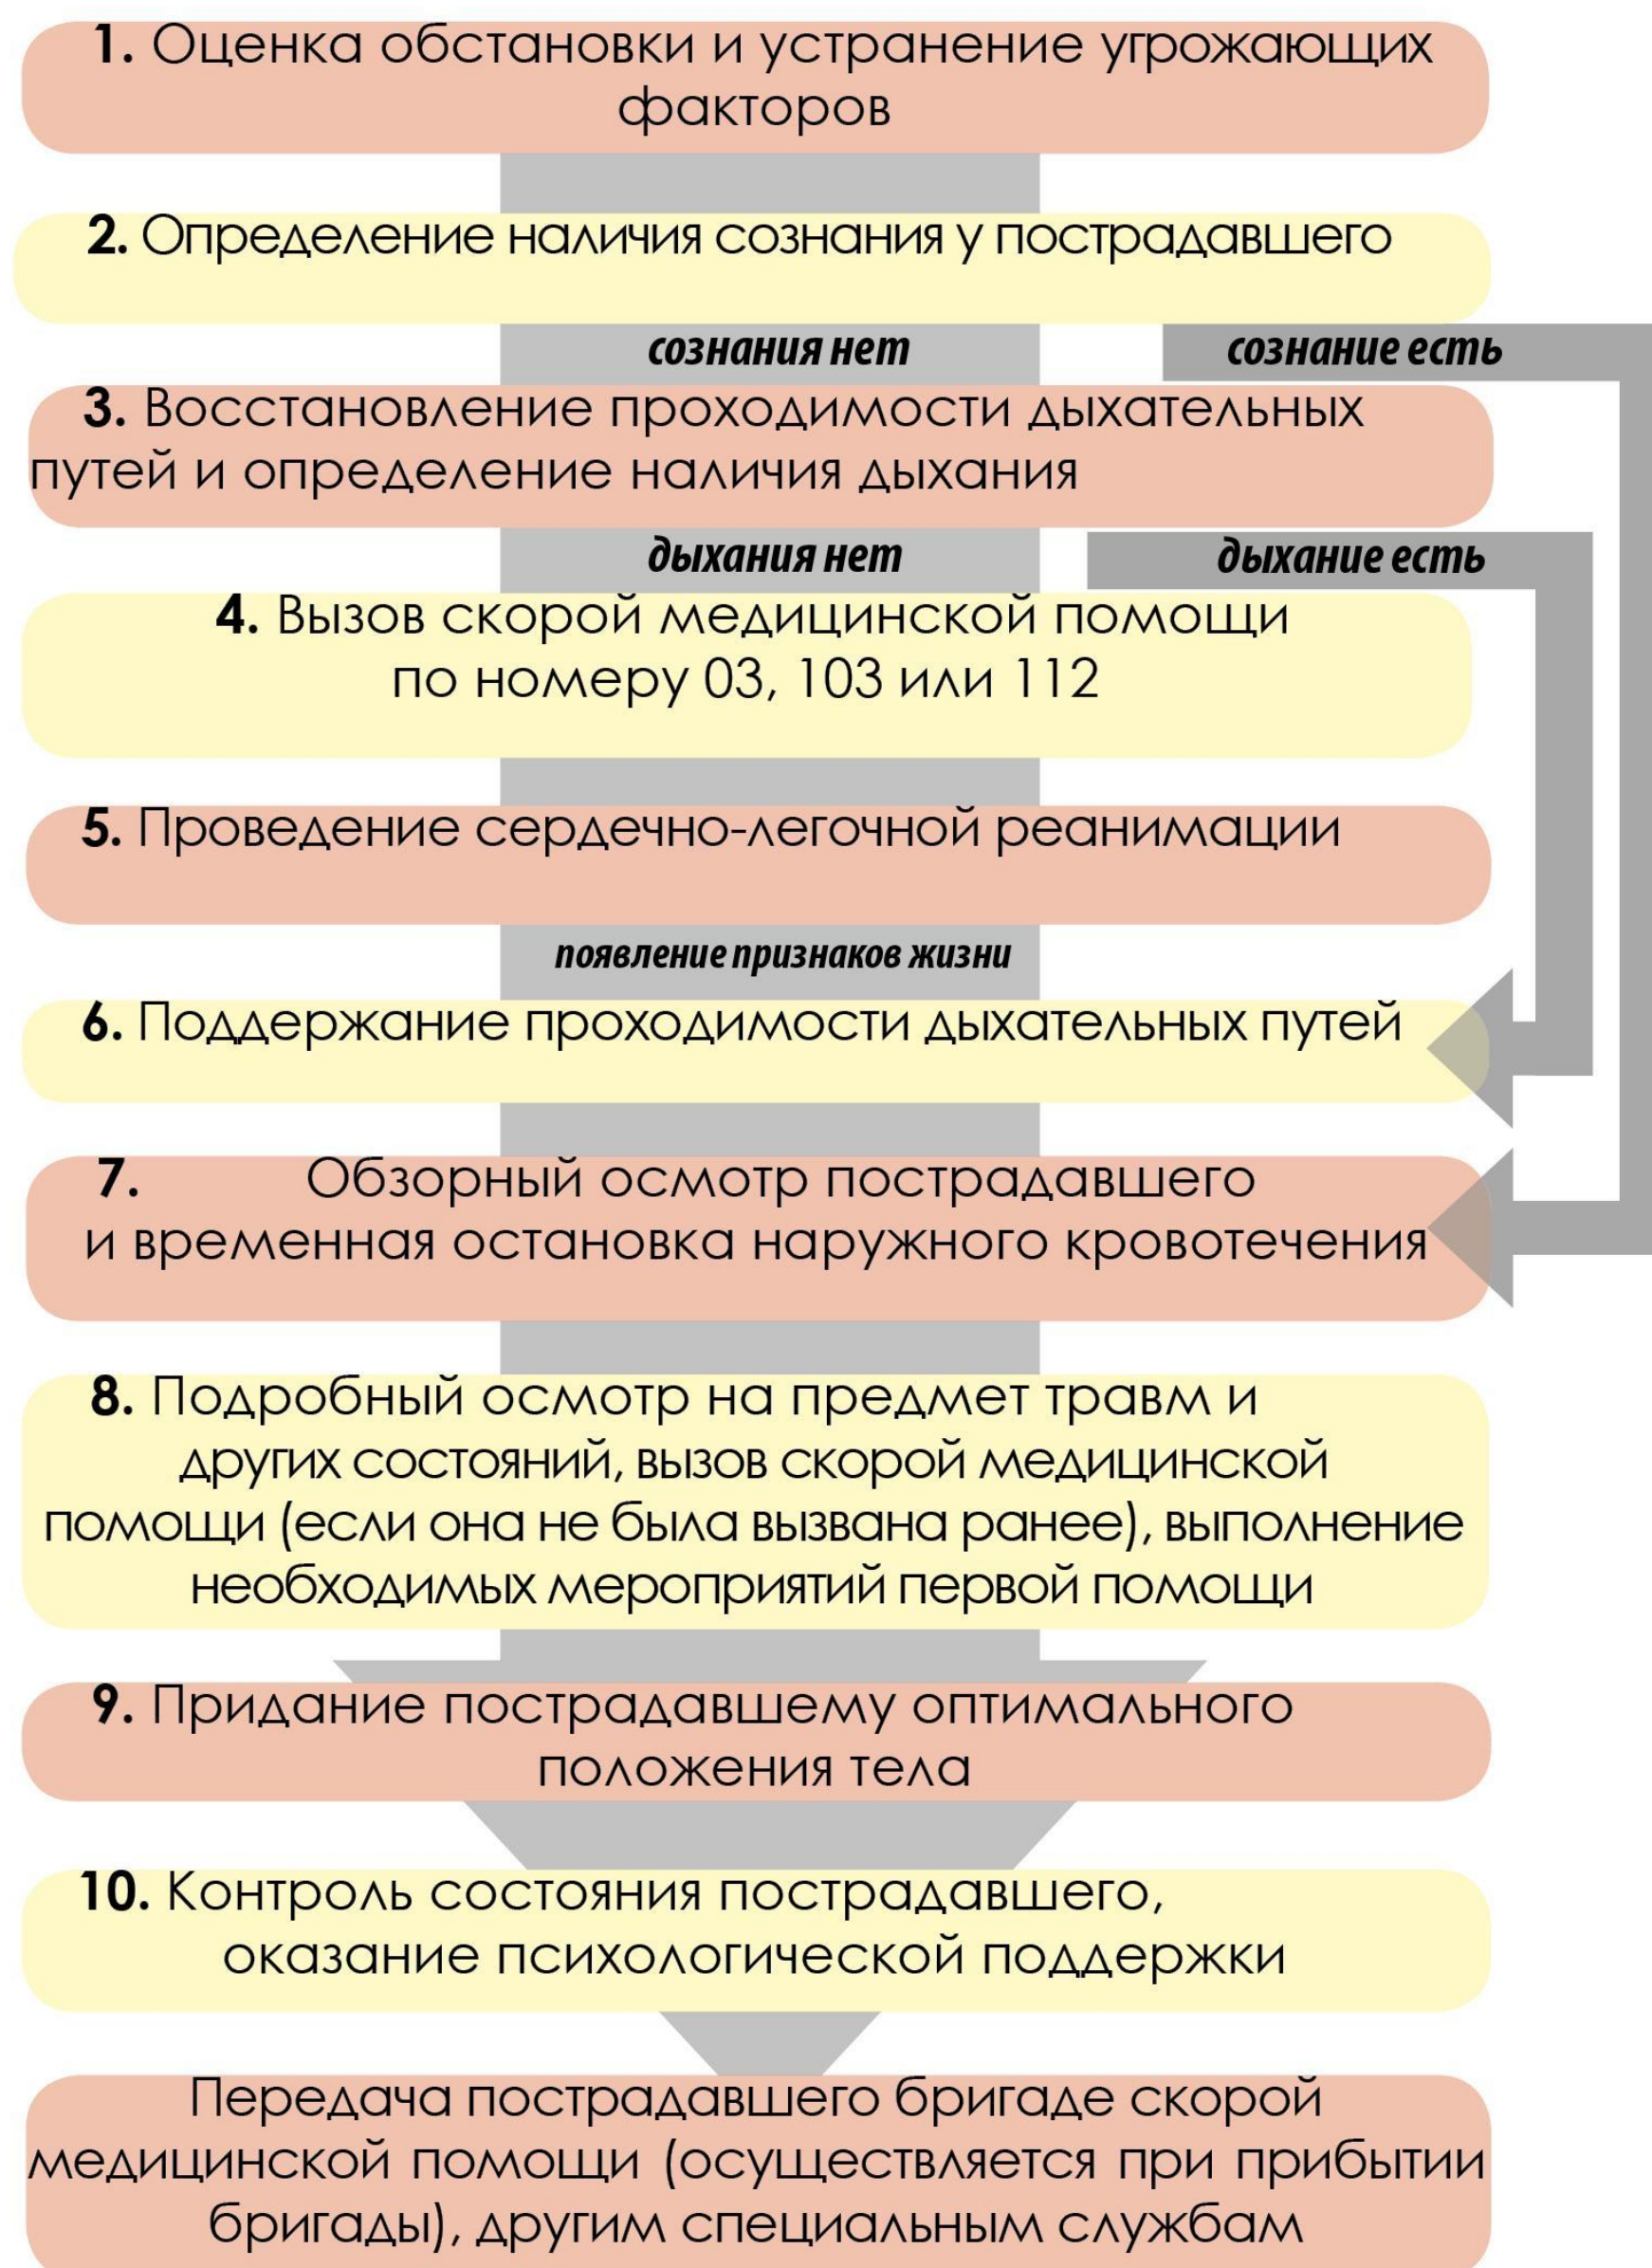 1. Оценка обстановки и устранение угрожающих
факторов
2. Определение наличия сознания у пострадавшего
сознания нет
сознание есть
3. Восстановление проходимости дыхательных
путей и определение наличия дыхания
дыхания нет
дыхание есть
4. Вызов скорой медицинской помощи
по номеру 03, 103 или 112
5. Проведение сердечно-легочной реанимации
появление признаков жизни
6. Поддержание проходимости дыхательных путей
7. Обзорный осмотр пострадавшего
и временная остановка наружного кровотечения
8. Подробный осмотр на предмет травм и
других состояний, вызов скорой медицинской
помощи (если она не была вызвана ранее), выполнение
необходимых мероприятий первой помощи
9. Придание пострадавшему оптимального
положения тела
10. Контроль состояния пострадавшего,
оказание психологической поддержки
Передача пострадавшего бригаде скорой
медицинской помощи (осуществляется при прибытии
бригады), другим специальным службам